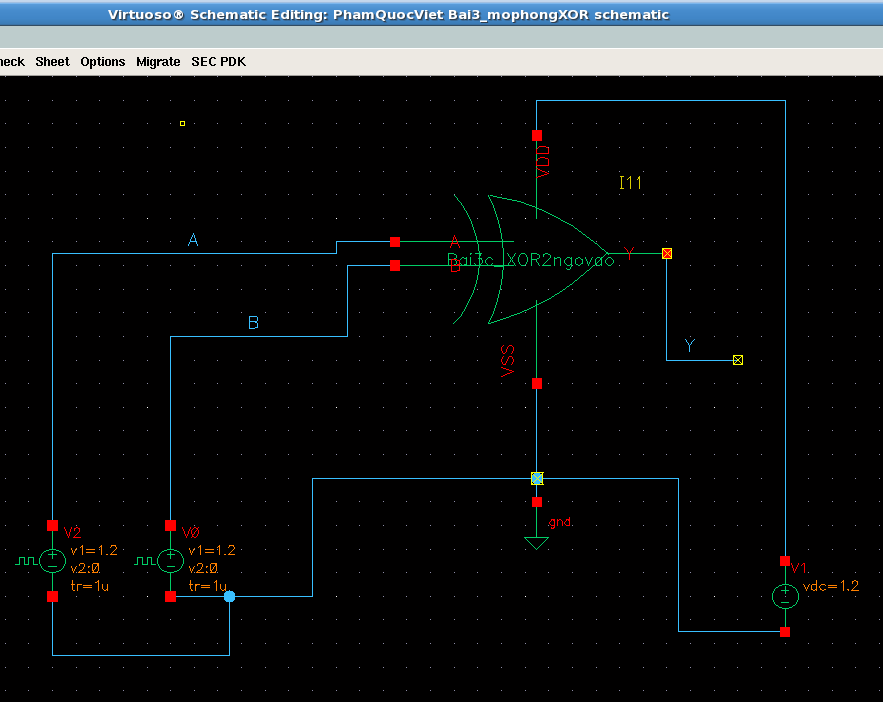 Virtuoso® Schematic Editing: PhamQuocViet Bai3_mophongXOR schematic
heck Sheet Options Migrate SEC PDK
VDD
I11
A
A
Y
Bai3c_XOR2ngovao
B
B
Y
VSS
gnd
V2
v1=1.2
v2:0
tr=1u
V0
v1=1.2
v2:0
tr=1u
V1
vdc=1.2